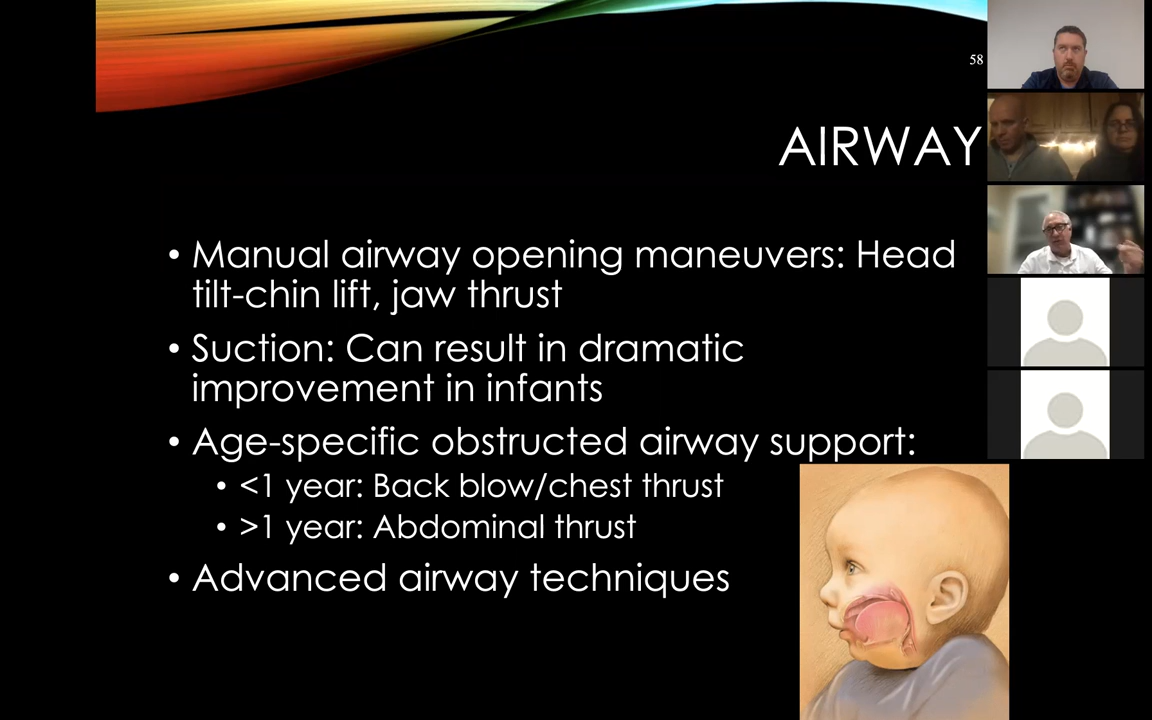 58
AIRWAY
• Manual airway opening maneuvers: Head
tilt-chin lift, jaw thrust
• Suction: Can result in dramatic
improvement in infants
• Age-specific obstructed airway support:
• <1 year: Back blow/chest thrust
• >1 year: Abdominal thrust
• Advanced airway techniques